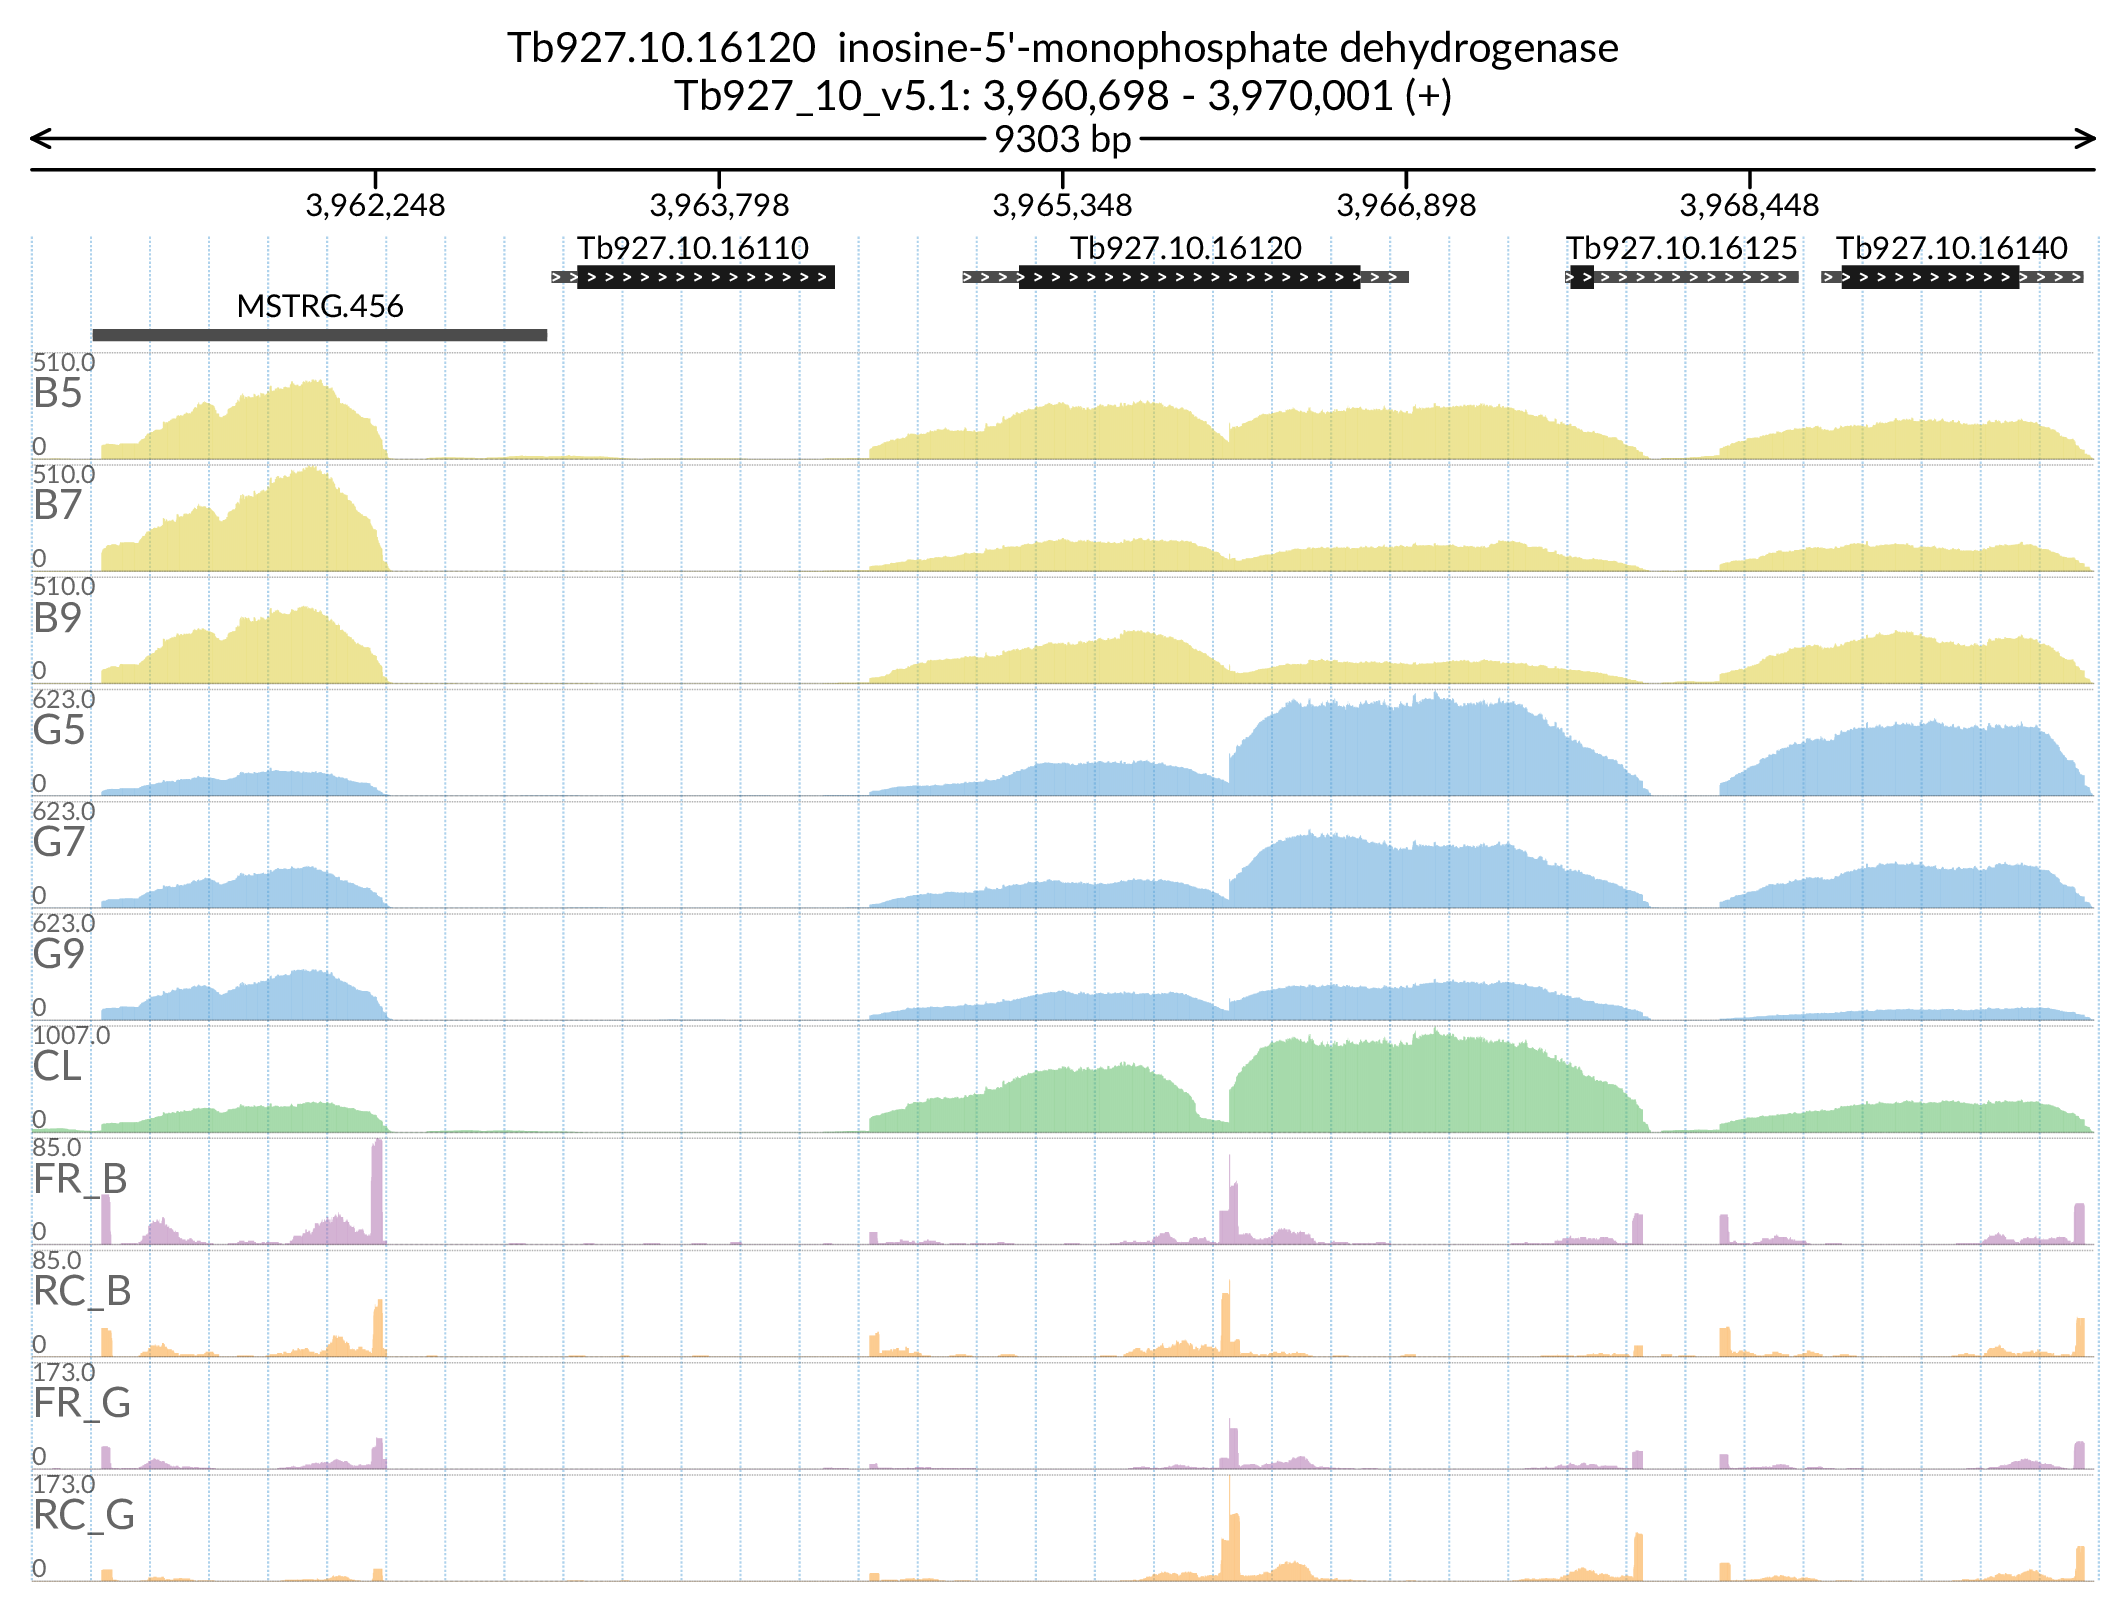 Tb927.10.16120  inosine-5'-monophosphate dehydrogenase
Tb927_10_v5.1: 3,960,698 - 3,970,001 (+)
9303 bp
3,962,248 3,963,798 3,965,348 3,966,898 3,968,448
Tb927.10.16110 Tb927.10.16120 Tb927.10.16125 Tb927.10.16140
MSTRG.456
510.0
B5
0
510.0
B7
0
510.0
B9
0
623.0
G5
0
623.0
G7
0
623.0
G9
0
1007.0
CL
0
85.0
FR_B
0
85.0
RC_B
0
173.0
FR_G
0
173.0
RC_G
0